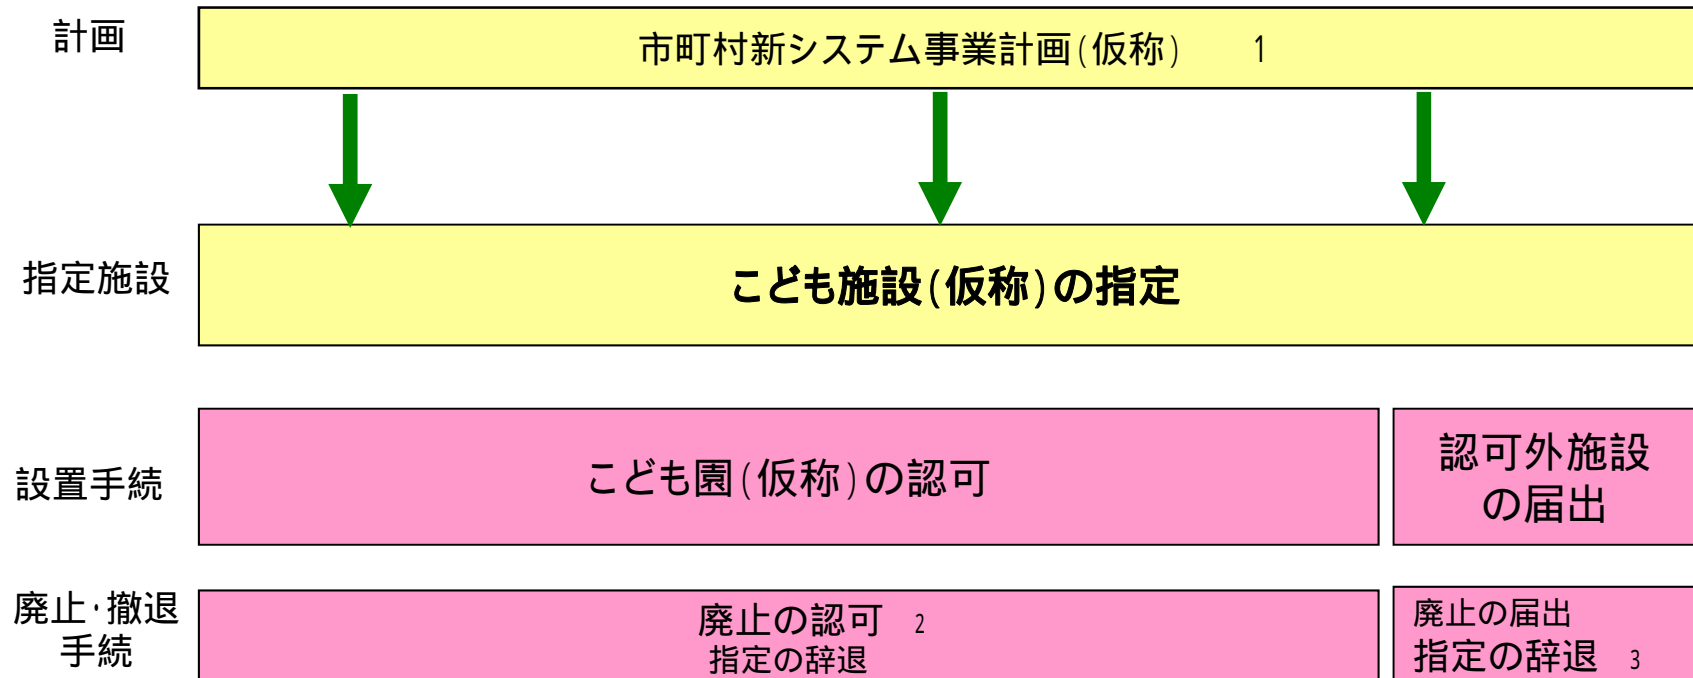 計画
市町村新システム事業計画(仮称) 1
指定施設
こども施設(仮称)の指定
設置手続
こども園(仮称)の認可
認可外施設
の届出
廃止・撤退
手続
廃止の認可 2
指定の辞退
廃止の届出
指定の辞退 3